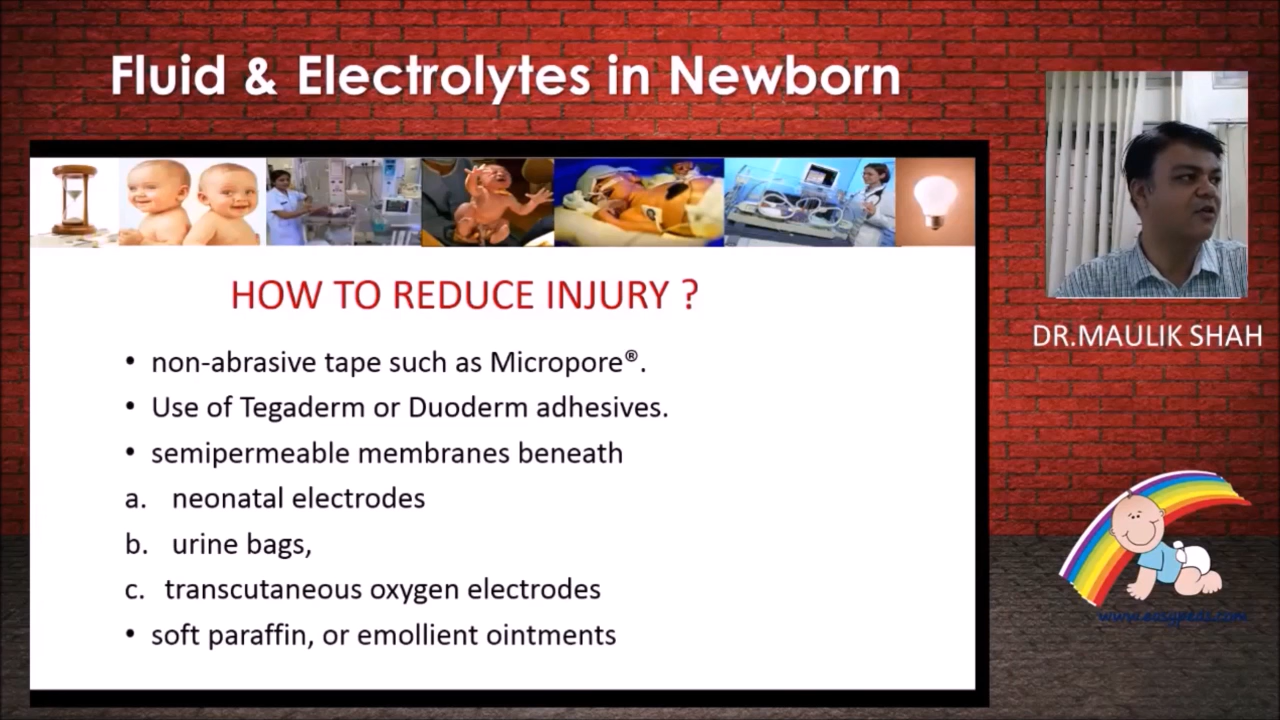 Fluid & Electrolytes in Newborn
HOW TO REDUCE INJURY ?
• non-abrasive tape such as Micropore®.
• Use of Tegaderm or Duoderm adhesives.
• semipermeable membranes beneath
a. neonatal electrodes
b. urine bags,
c. transcutaneous oxygen electrodes
• soft paraffin, or emollient ointments
DR.MAULIK SHAH
www.easypeds.com